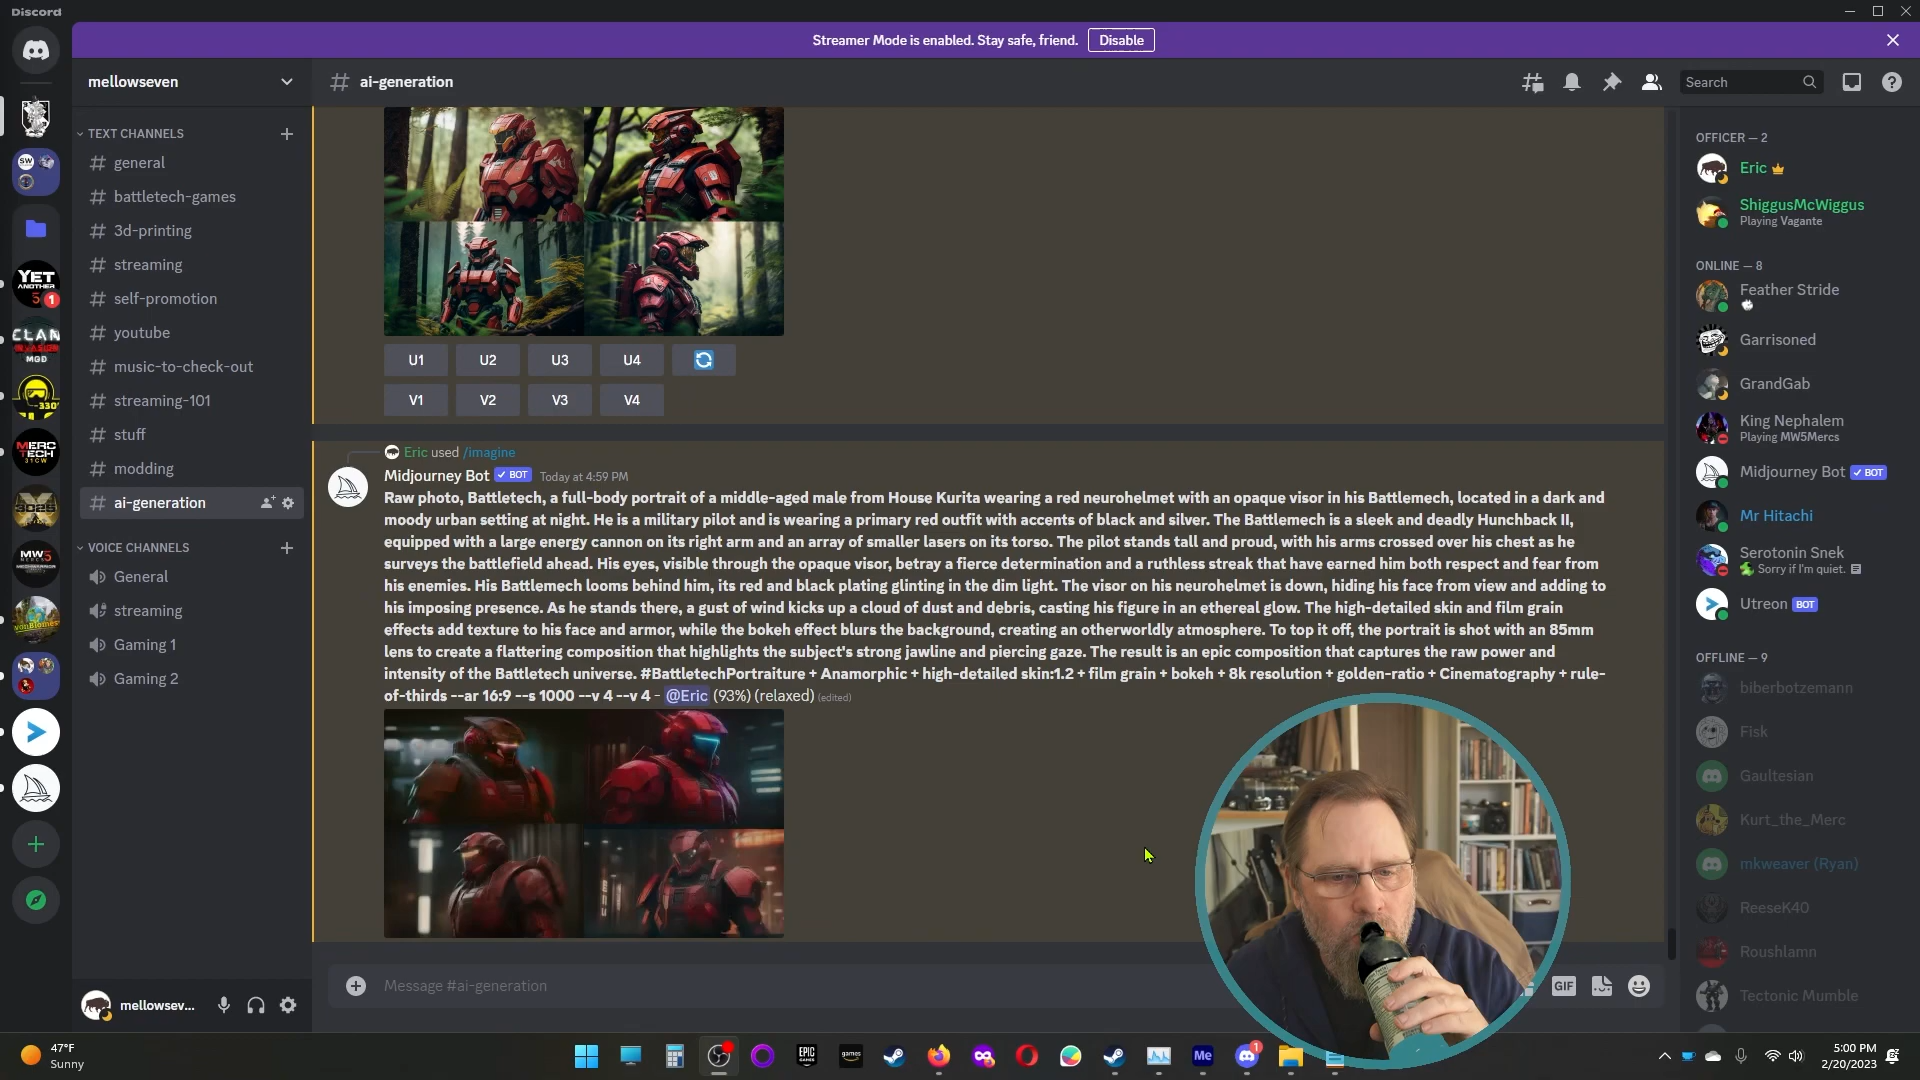 Discord
Streamer Mode is enabled. Stay safe, friend.
Disable
mellowseven
ai-generation
Search
TEXT CHANNELS
general
battletech-games
3d-printing
streaming
self-promotion
youtube
music-to-check-out
streaming-101
stuff
modding
ai-generation
VOICE CHANNELS
General
streaming
Gaming 1
Gaming 2
YET
ANOTHER
5
1
CLAN
INVASION
MGD
SW
330
MERC
TECH
31CW
3025
MW5
U1
U2
U3
U4
V1
V2
V3
V4
Eric used /imagine
Midjourney Bot ✓ BOT Today at 4:59 PM
Raw photo, Battletech, a full-body portrait of a middle-aged male from House Kurita wearing a red neurohelmet with an opaque visor in his Battlemech, located in a dark and
moody urban setting at night. He is a military pilot and is wearing a primary red outfit with accents of black and silver. The Battlemech is a sleek and deadly Hunchback II,
equipped with a large energy cannon on its right arm and an array of smaller lasers on its torso. The pilot stands tall and proud, with his arms crossed over his chest as he
surveys the battlefield ahead. His eyes, visible through the opaque visor, betray a fierce determination and a ruthless streak that have earned him both respect and fear from
his enemies. His Battlemech looms behind him, its red and black plating glinting in the dim light. The visor on his neurohelmet is down, hiding his face from view and adding to
his imposing presence. As he stands there, a gust of wind kicks up a cloud of dust and debris, casting his figure in an ethereal glow. The high-detailed skin and film grain
effects add texture to his face and armor, while the bokeh effect blurs the background, creating an otherworldly atmosphere. To top it off, the portrait is shot with an 85mm
lens to create a flattering composition that highlights the subject's strong jawline and piercing gaze. The result is an epic composition that captures the raw power and
intensity of the Battletech universe. #BattletechPortraiture + Anamorphic + high-detailed skin:1.2 + film grain + bokeh + 8k resolution + golden-ratio + Cinematography + rule-
of-thirds --ar 16:9 --s 1000 --v 4 --v 4 - @Eric (93%) (relaxed) (edited)
Message #ai-generation
GIF
OFFICER — 2
Eric
ShiggusMcWiggus
Playing Vagante
ONLINE — 8
Feather Stride
Garrisoned
GrandGab
King Nephalem
Playing MW5Mercs
Midjourney Bot ✓ BOT
Mr Hitachi
Serotonin Snek
Sorry if I'm quiet.
Utreon BOT
OFFLINE — 9
biberbotzemann
Fisk
Gaultesian
Kurt_the_Merc
mkweaver (Ryan)
ReeseK40
Roushlamn
Tectonic Mumble
mellowsev...
47°F
Sunny
EPIC
GAMES
games
Me
1
5:00 PM
2/20/2023